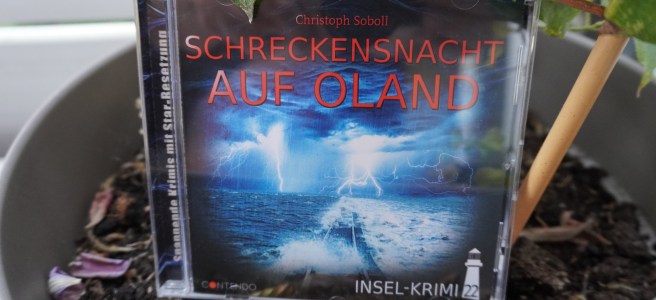 Christoph Soboll
SCHRECKENSNACHT
AUF OLAND
Spannende Krimis mit Star-Besetzung
CONTENDO
INSEL-KRIMI 22